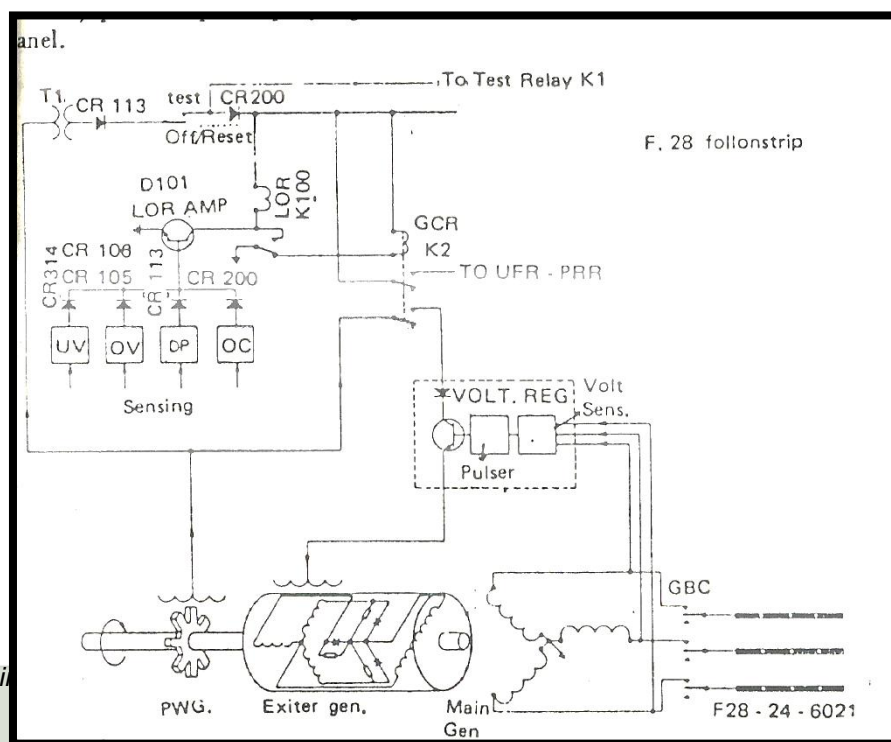 anel.
To Test Relay K1
T1
CR 113
test
CR200
Off/Reset
F. 28 follonstrip
D101
LOR AMP
LOR
K100
GCR
K2
CR314
CR 106
CR 105
CR 113
CR 200
TO UFR - PRR
UV
OV
DP
OC
Sensing
VOLT. REG
Volt
Sens.
Pulser
GBC
PWG.
Exiter gen.
Main
Gen
F28 - 24 - 6021